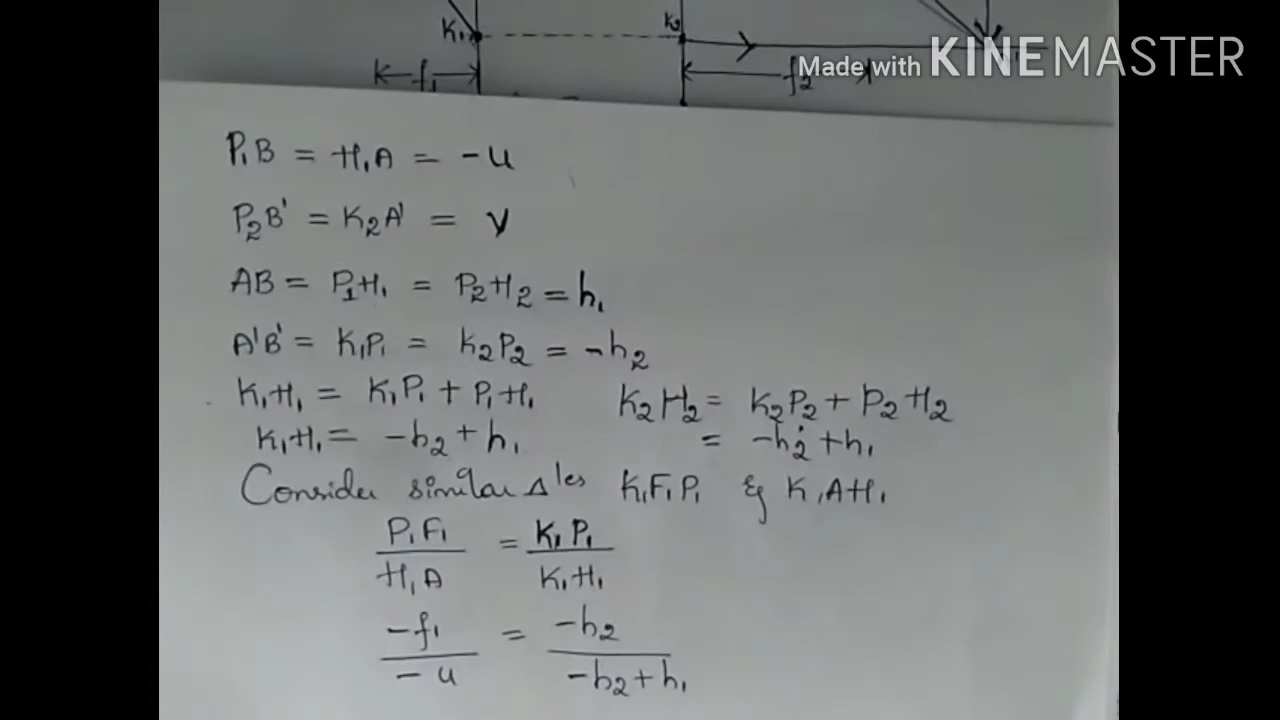 K₁ K₂
f₁ f₂ Made with KINEMASTER
P₁B = H₁A = -u
P₂B' = K₂A' = v
AB = P₁H₁ = P₂H₂ = h₁
A'B' = K₁P₁ = K₂P₂ = -h₂
K₁H₁ = K₁P₁ + P₁H₁ K₂H₂ = K₂P₂ + P₂H₂
K₁H₁ = -h₂ + h₁ = -h₂ + h₁
Consider similar Δles K₁F₁P₁ & K₁AH₁
P₁F₁ / H₁A = K₁P₁ / K₁H₁
-f₁ / -u = -h₂ / -h₂ + h₁